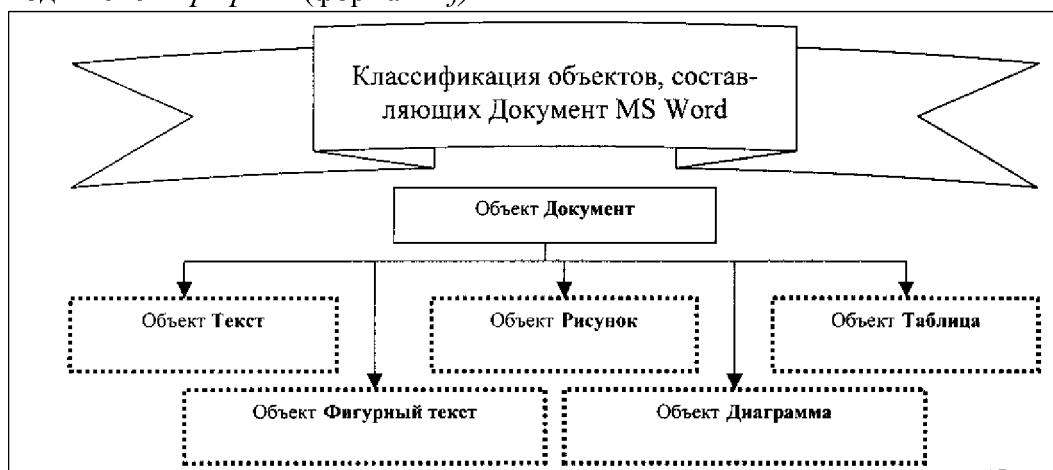 Классификация объектов, состав-
ляющих Документ MS Word
Объект Документ
Объект Текст
Объект Рисунок
Объект Таблица
Объект Фигурный текст
Объект Диаграмма